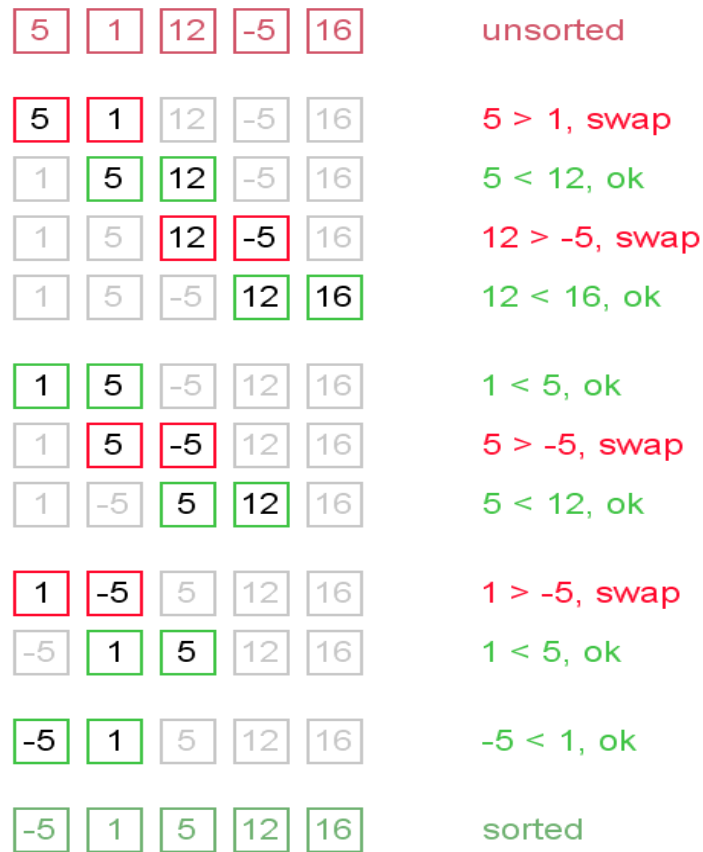 5 1 12 -5 16 unsorted
5 1 12 -5 16 5 > 1, swap
1 5 12 -5 16 5 < 12, ok
1 5 12 -5 16 12 > -5, swap
1 5 -5 12 16 12 < 16, ok
1 5 -5 12 16 1 < 5, ok
1 5 -5 12 16 5 > -5, swap
1 -5 5 12 16 5 < 12, ok
1 -5 5 12 16 1 > -5, swap
-5 1 5 12 16 1 < 5, ok
-5 1 5 12 16 -5 < 1, ok
-5 1 5 12 16 sorted